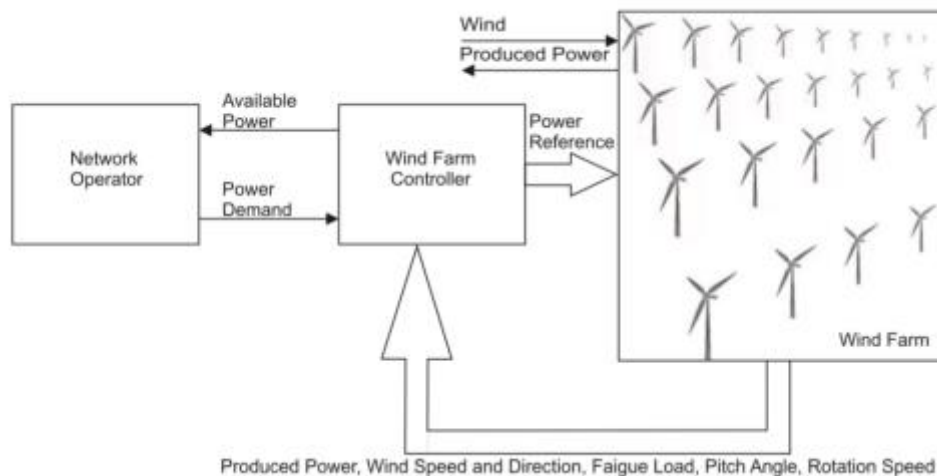 Wind
Produced Power
Available
Power
Power
Reference
Network
Operator
Wind Farm
Controller
Power
Demand
Wind Farm
Produced Power, Wind Speed and Direction, Faigue Load, Pitch Angle, Rotation Speed